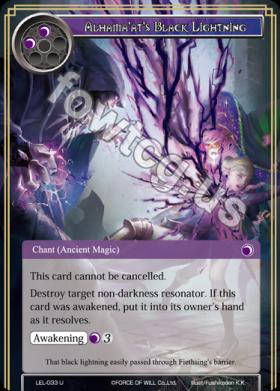 Alhama'at's Black Lightning
fowtcg.us
Chant (Ancient Magic)
This card cannot be cancelled.
Destroy target non-darkness resonator. If this
card was awakened, put it into its owner's hand
as it resolves.
Awakening 3
That black lightning easily passed through Fiethsing's barrier.
LEL-033 U ©FORCE OF WILL Co.,Ltd. Illust/Fushikoden K.K